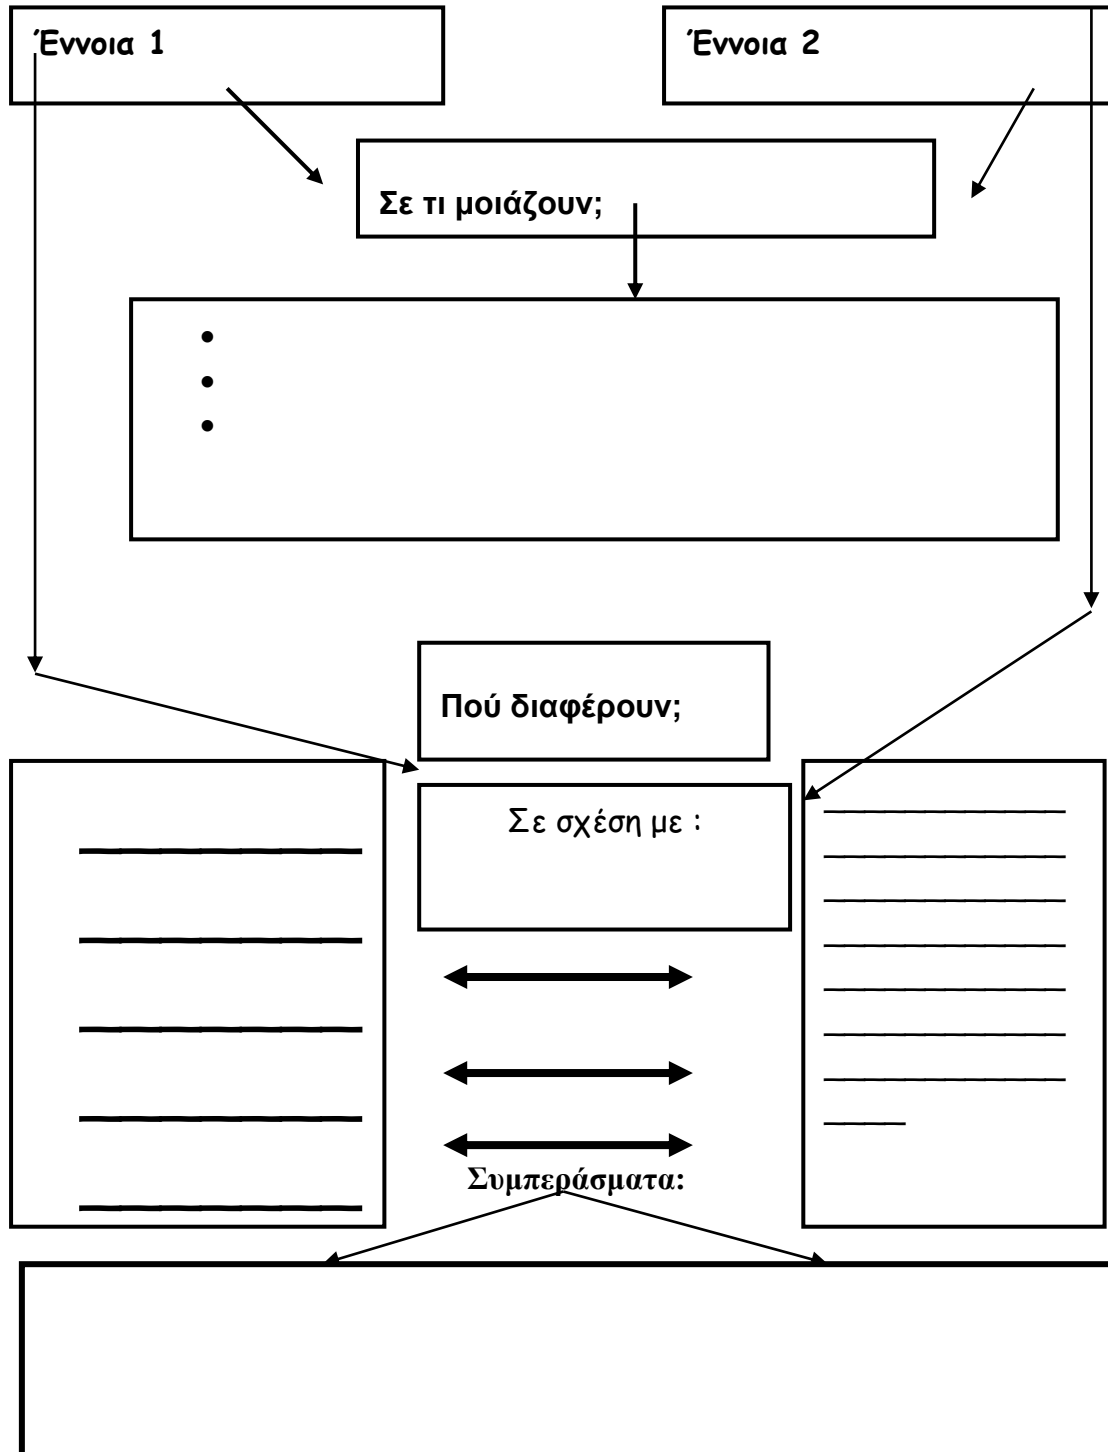 Έννοια 1
Έννοια 2
Σε τι μοιάζουν;
•
•
•
Πού διαφέρουν;
Σε σχέση με :
Συμπεράσματα: